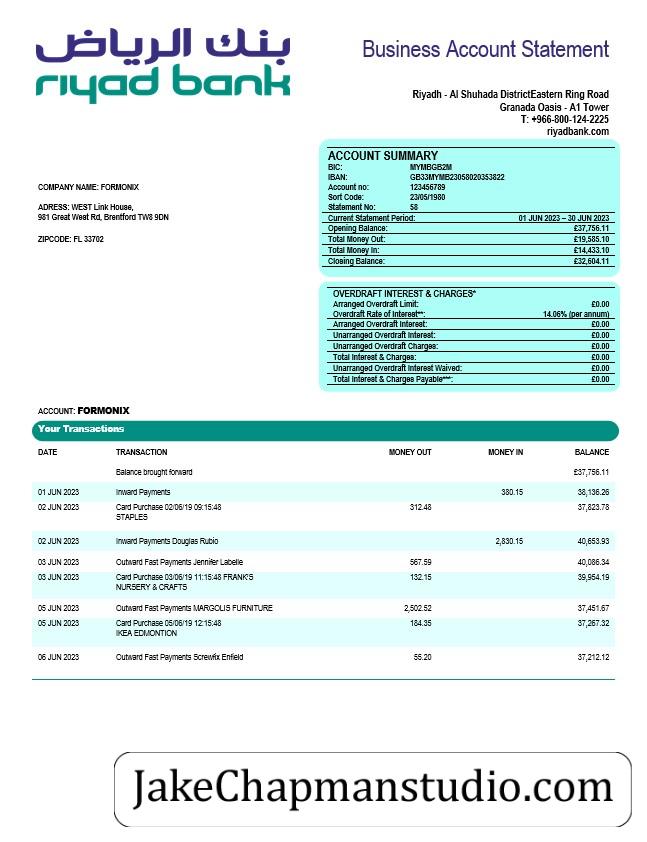 بنك الرياض
riyad bank
Business Account Statement
Riyadh - Al Shuhada DistrictEastern Ring Road
Granada Oasis - A1 Tower
T: +966-800-124-2225
riyadbank.com
COMPANY NAME: FORMONIX
ADRESS: WEST Link House,
981 Great West Rd, Brentford TW8 9DN
ZIPCODE: FL 33702
ACCOUNT SUMMARY
BIC: MYMBGB2M
IBAN: GB33MYMB23058020353822
Account no: 123456789
Sort Code: 23/05/1980
Statement No: 58
Current Statement Period: 01 JUN 2023 – 30 JUN 2023
Opening Balance: £37,756.11
Total Money Out: £19,585.10
Total Money In: £14,433.10
Closing Balance: £32,604.11
OVERDRAFT INTEREST & CHARGES*
Arranged Overdraft Limit: £0.00
Overdraft Rate of Interest**: 14.06% (per annum)
Arranged Overdraft Interest: £0.00
Unarranged Overdraft Interest: £0.00
Unarranged Overdraft Charges: £0.00
Total Interest & Charges: £0.00
Unarranged Overdraft Interest Waived: £0.00
Total Interest & Charges Payable***: £0.00
ACCOUNT: FORMONIX
Your Transactions
DATE TRANSACTION MONEY OUT MONEY IN BALANCE
Balance brought forward £37,756.11
01 JUN 2023 Inward Payments 380.15 38,136.26
02 JUN 2023 Card Purchase 02/06/19 09:15:48 312.48 37,823.78
STAPLES
02 JUN 2023 Inward Payments Douglas Rubio 2,830.15 40,653.93
03 JUN 2023 Outward Fast Payments Jennifer Labelle 567.59 40,086.34
03 JUN 2023 Card Purchase 03/06/19 11:15:48 FRANK'S 132.15 39,954.19
NURSERY & CRAFTS
05 JUN 2023 Outward Fast Payments MARGOLIS FURNITURE 2,502.52 37,451.67
05 JUN 2023 Card Purchase 05/06/19 12:15:48 184.35 37,267.32
IKEA EDMONTION
06 JUN 2023 Outward Fast Payments Screwfix Enfield 55.20 37,212.12
JakeChapmanstudio.com